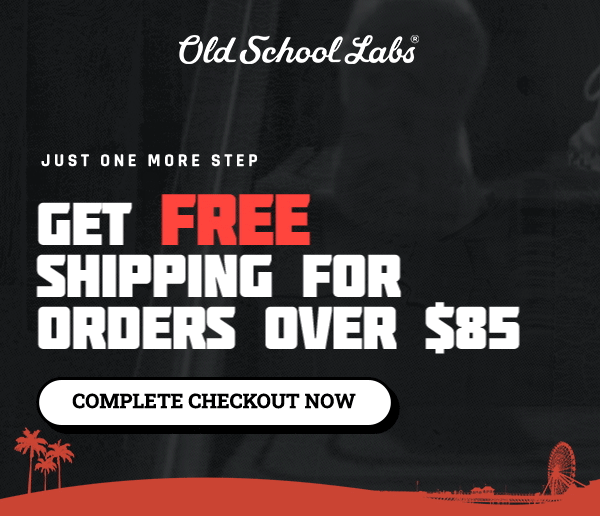 Old School Labs®
JUST ONE MORE STEP
GET FREE
SHIPPING FOR
ORDERS OVER $85
COMPLETE CHECKOUT NOW